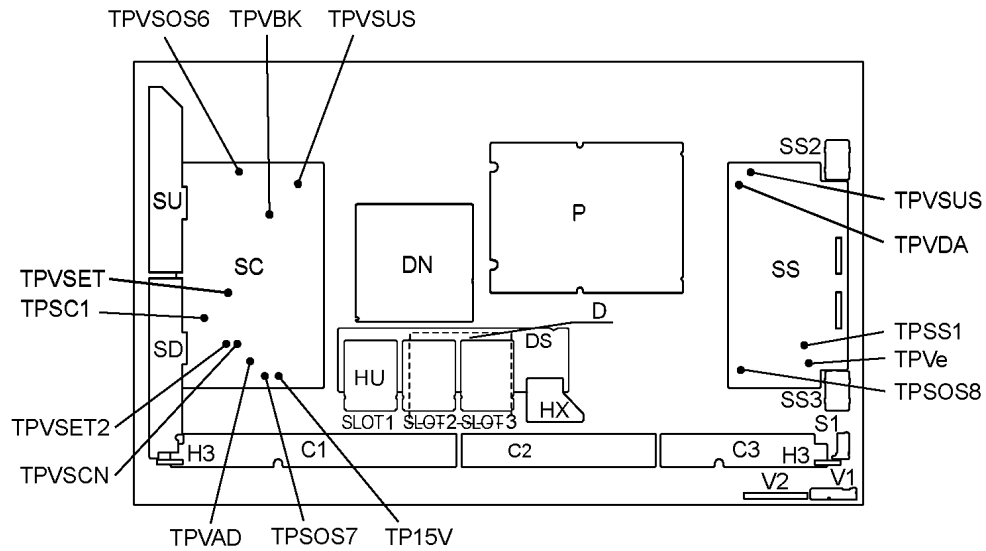 TPVSOS6 TPVBK TPVSUS
SS2
SU
TPVSUS
P
TPVDA
SC
DN
SS
TPVSET
TPSC1
D
TPSS1
SD
DS
TPVe
HU
TPSOS8
SS3
HX
SLOT1 SLOT2 SLOT3
S1
TPVSET2
H3 C1 C2 C3 H3
TPVSCN
V2 V1
TPVAD TPSOS7 TP15V